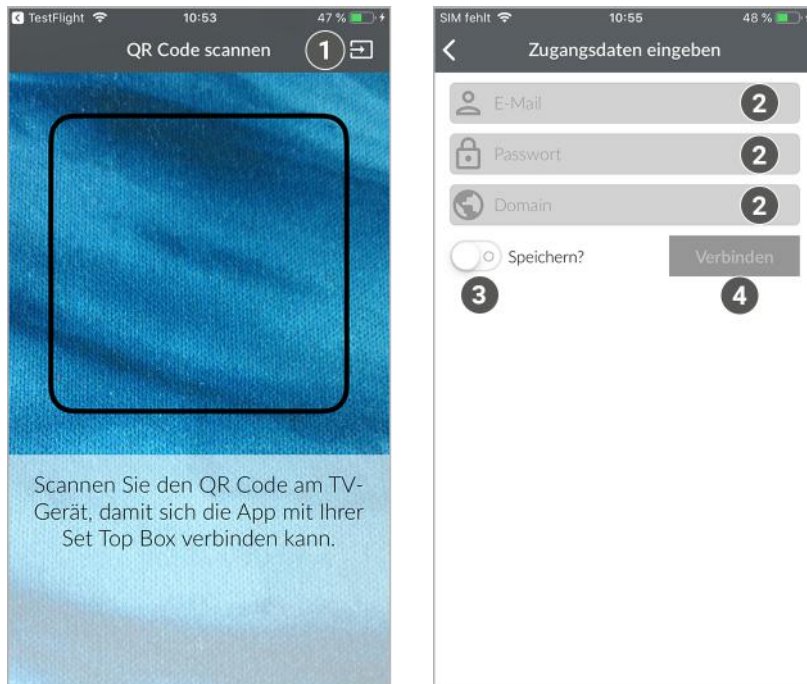 TestFlight 10:53 47 %
QR Code scannen 1
Scannen Sie den QR Code am TV-
Gerät, damit sich die App mit Ihrer
Set Top Box verbinden kann.
SIM fehlt 10:55 48 %
Zugangsdaten eingeben
E-Mail 2
Passwort 2
Domain 2
Speichern? Verbinden
3 4